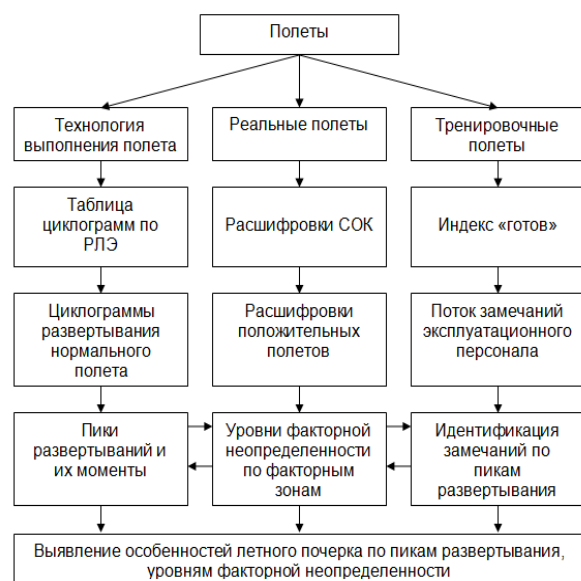 Полеты
Технология
выполнения полета
Реальные полеты
Тренировочные
полеты
Таблица
циклограмм по
РЛЭ
Расшифровки СОК
Индекс «готов»
Циклограммы
развертывания
нормального
полета
Расшифровки
положительных
полетов
Поток замечаний
эксплуатационного
персонала
Пики
развертываний и
их моменты
Уровни факторной
неопределенности
по факторным
зонам
Идентификация
замечаний по
пикам
развертывания
Выявление особенностей летного почерка по пикам развертывания,
уровням факторной неопределенности